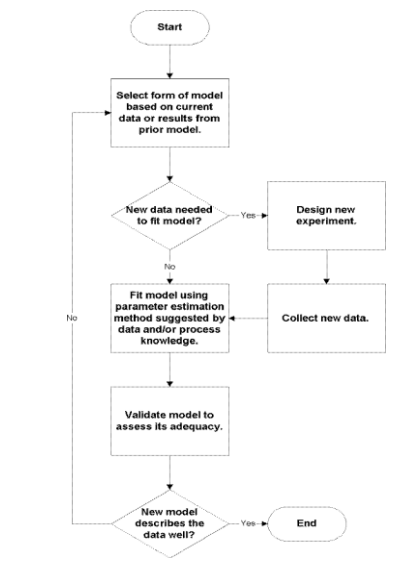 Start
Select form of model
based on current
data or results from
prior model.
New data needed
to fit model?
Yes
Design new
experiment.
No
Fit model using
parameter estimation
method suggested by
data and/or process
knowledge.
Collect new data.
No
Validate model to
assess its adequacy.
New model
describes the
data well?
Yes
End